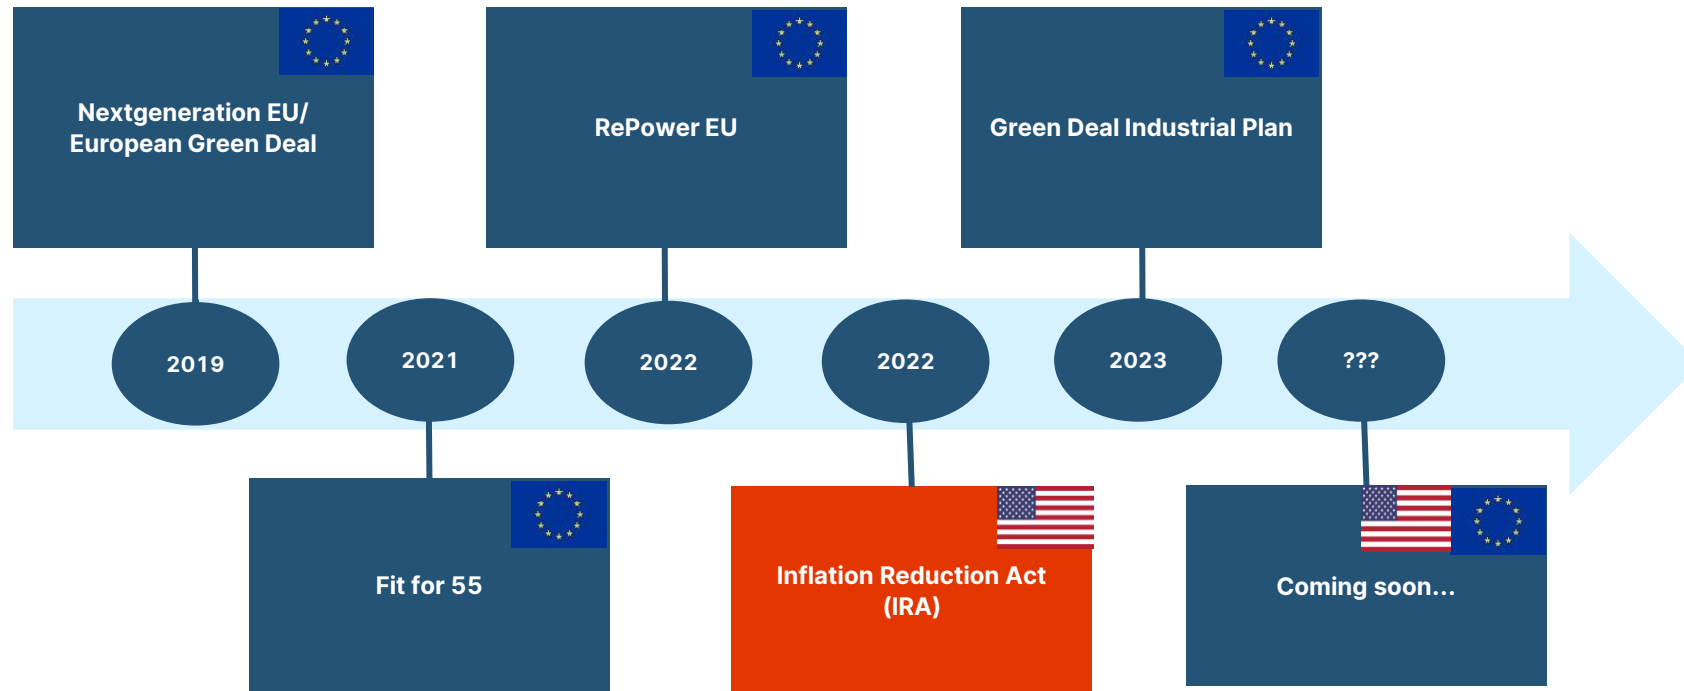 Nextgeneration EU/
European Green Deal
RePower EU
Green Deal Industrial Plan
2019
2021
2022
2022
2023
???
Fit for 55
Inflation Reduction Act
(IRA)
Coming soon...